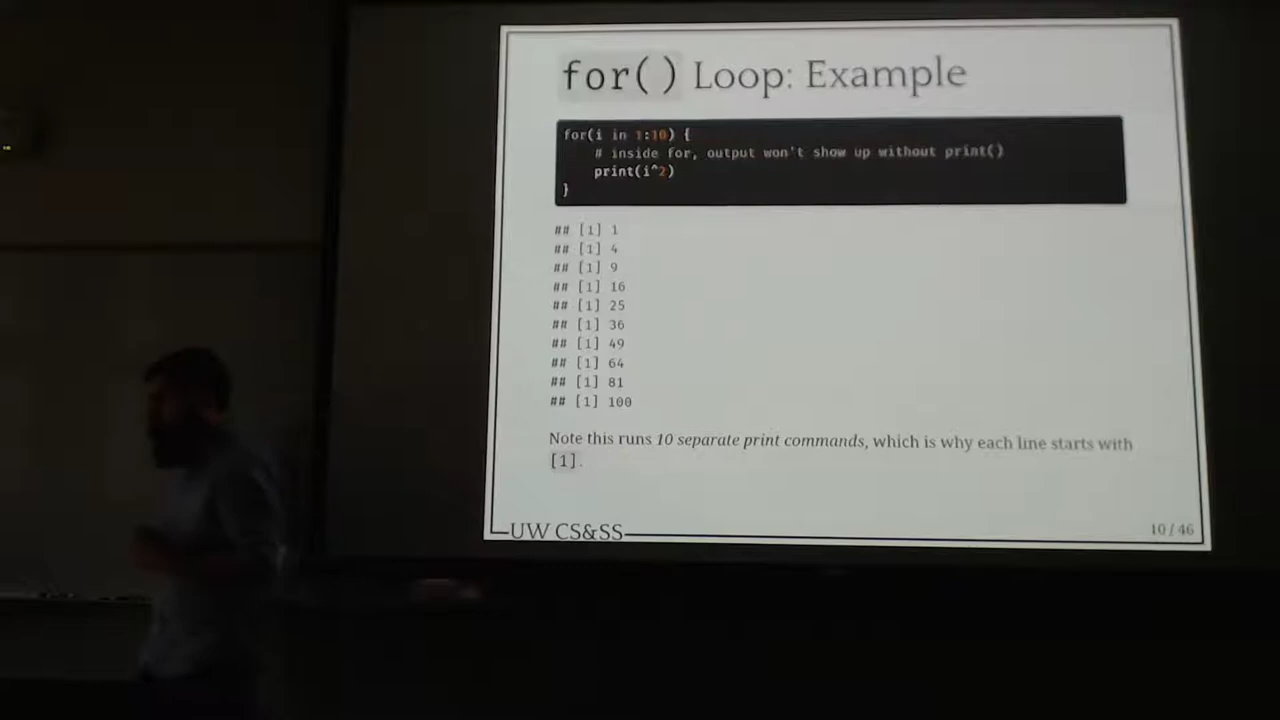 for() Loop: Example
for(i in 1:10) {
# inside for, output won't show up without print()
print(i^2)
}
## [1] 1
## [1] 4
## [1] 9
## [1] 16
## [1] 25
## [1] 36
## [1] 49
## [1] 64
## [1] 81
## [1] 100
Note this runs 10 separate print commands, which is why each line starts with
[1].
UW CS&SS
10 / 46